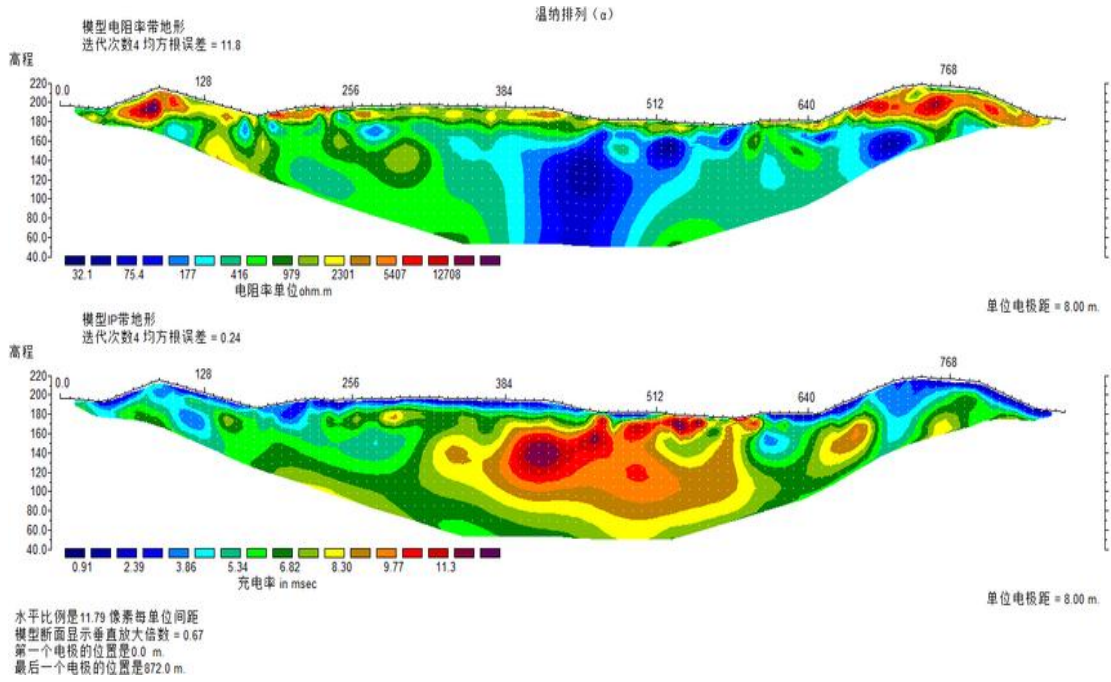 温纳排列（α）
模型电阻率带地形
迭代次数4 均方根误差 = 11.8
高程
0.0 128 256 384 512 640 768
220
200
180
160
140
120
100
80.0
60.0
40.0
32.1 75.4 177 416 979 2301 5407 12708
电阻率单位ohm.m
单位电极距 = 8.00 m.
模型IP带地形
迭代次数4 均方根误差 = 0.24
高程
0.0 128 256 384 512 640 768
220
200
180
160
140
120
100
80.0
60.0
40.0
0.91 2.39 3.86 5.34 6.82 8.30 9.77 11.3
充电率 in msec
单位电极距 = 8.00 m.
水平比例是11.79 像素每单位间距
模型断面显示垂直放大倍数 = 0.67
第一个电极的位置是0.0 m.
最后一个电极的位置是872.0 m.